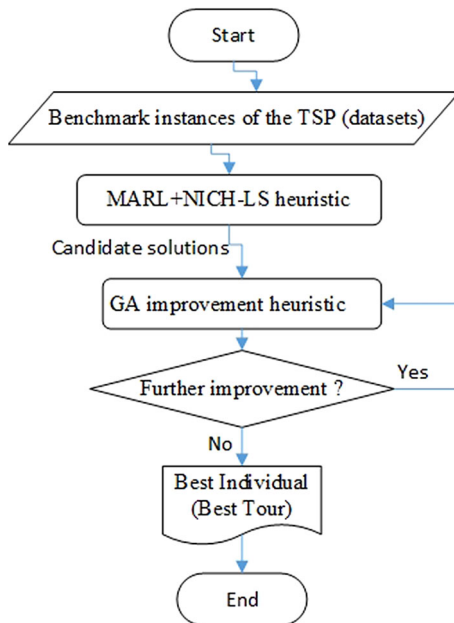 Start
Benchmark instances of the TSP (datasets)
MARL+NICH-LS heuristic
Candidate solutions
GA improvement heuristic
Further improvement ?
Yes
No
Best Individual
(Best Tour)
End